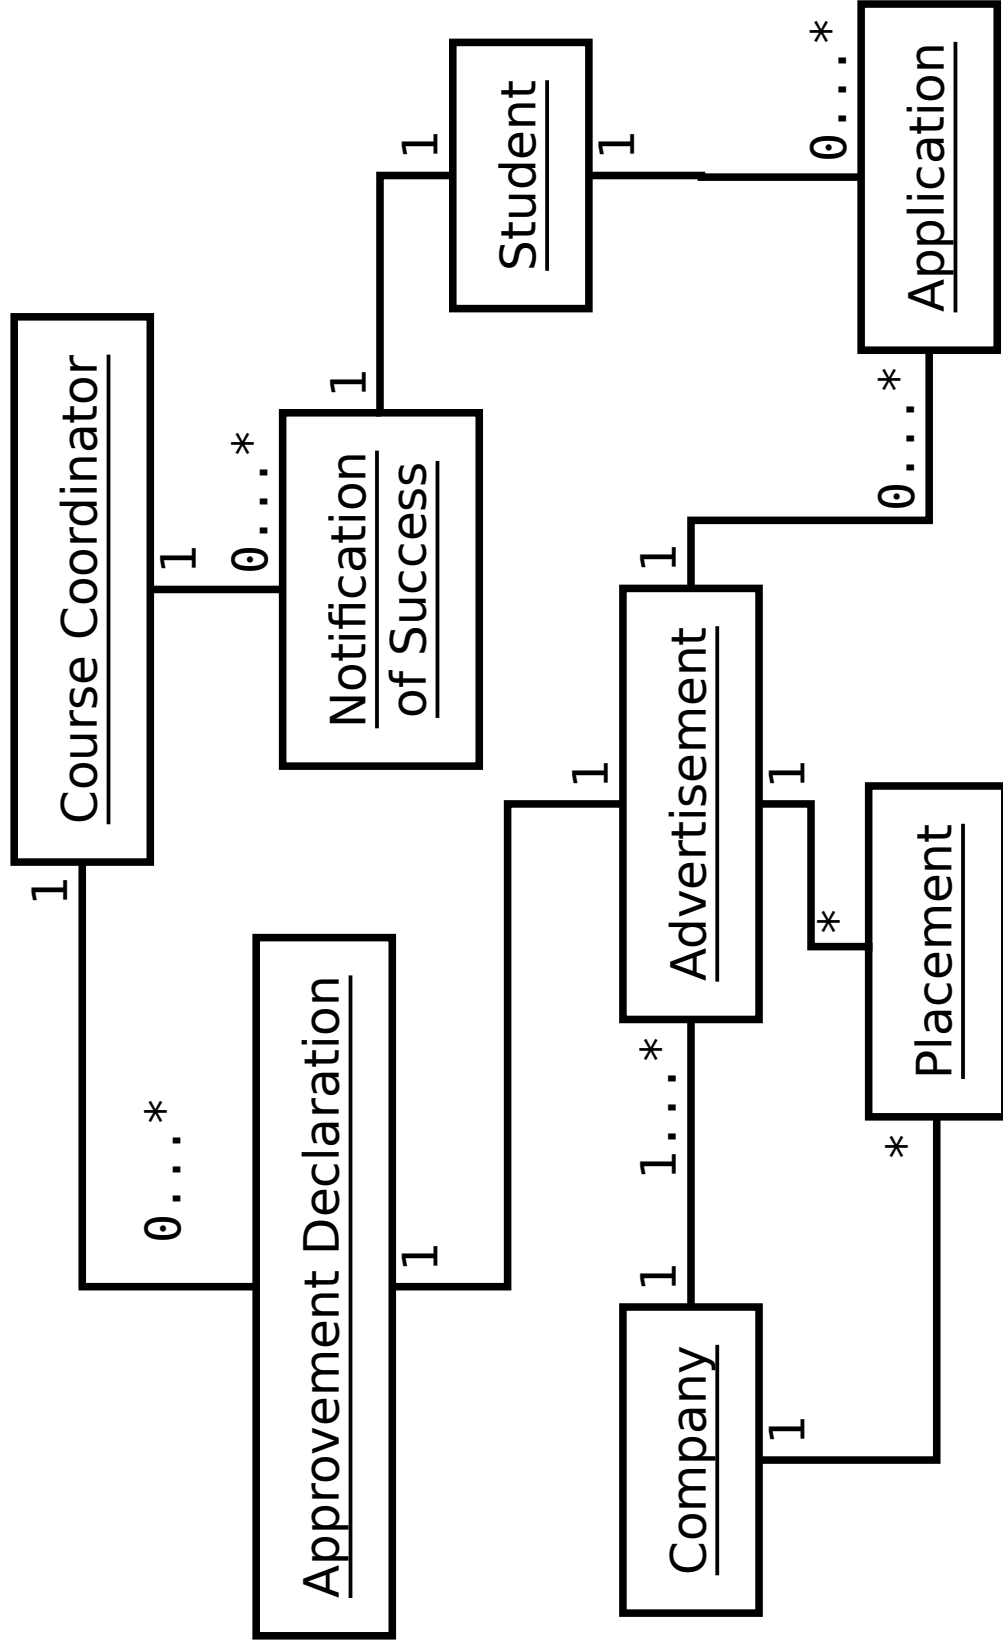 1
Course Coordinator
0...*
1
0...*
Approvement Declaration
Notification
of Success
1
1
1
Student
1
1
1
1...*
1
Company
Advertisement
1
1
*
0...*
*
0...*
Placement
Application